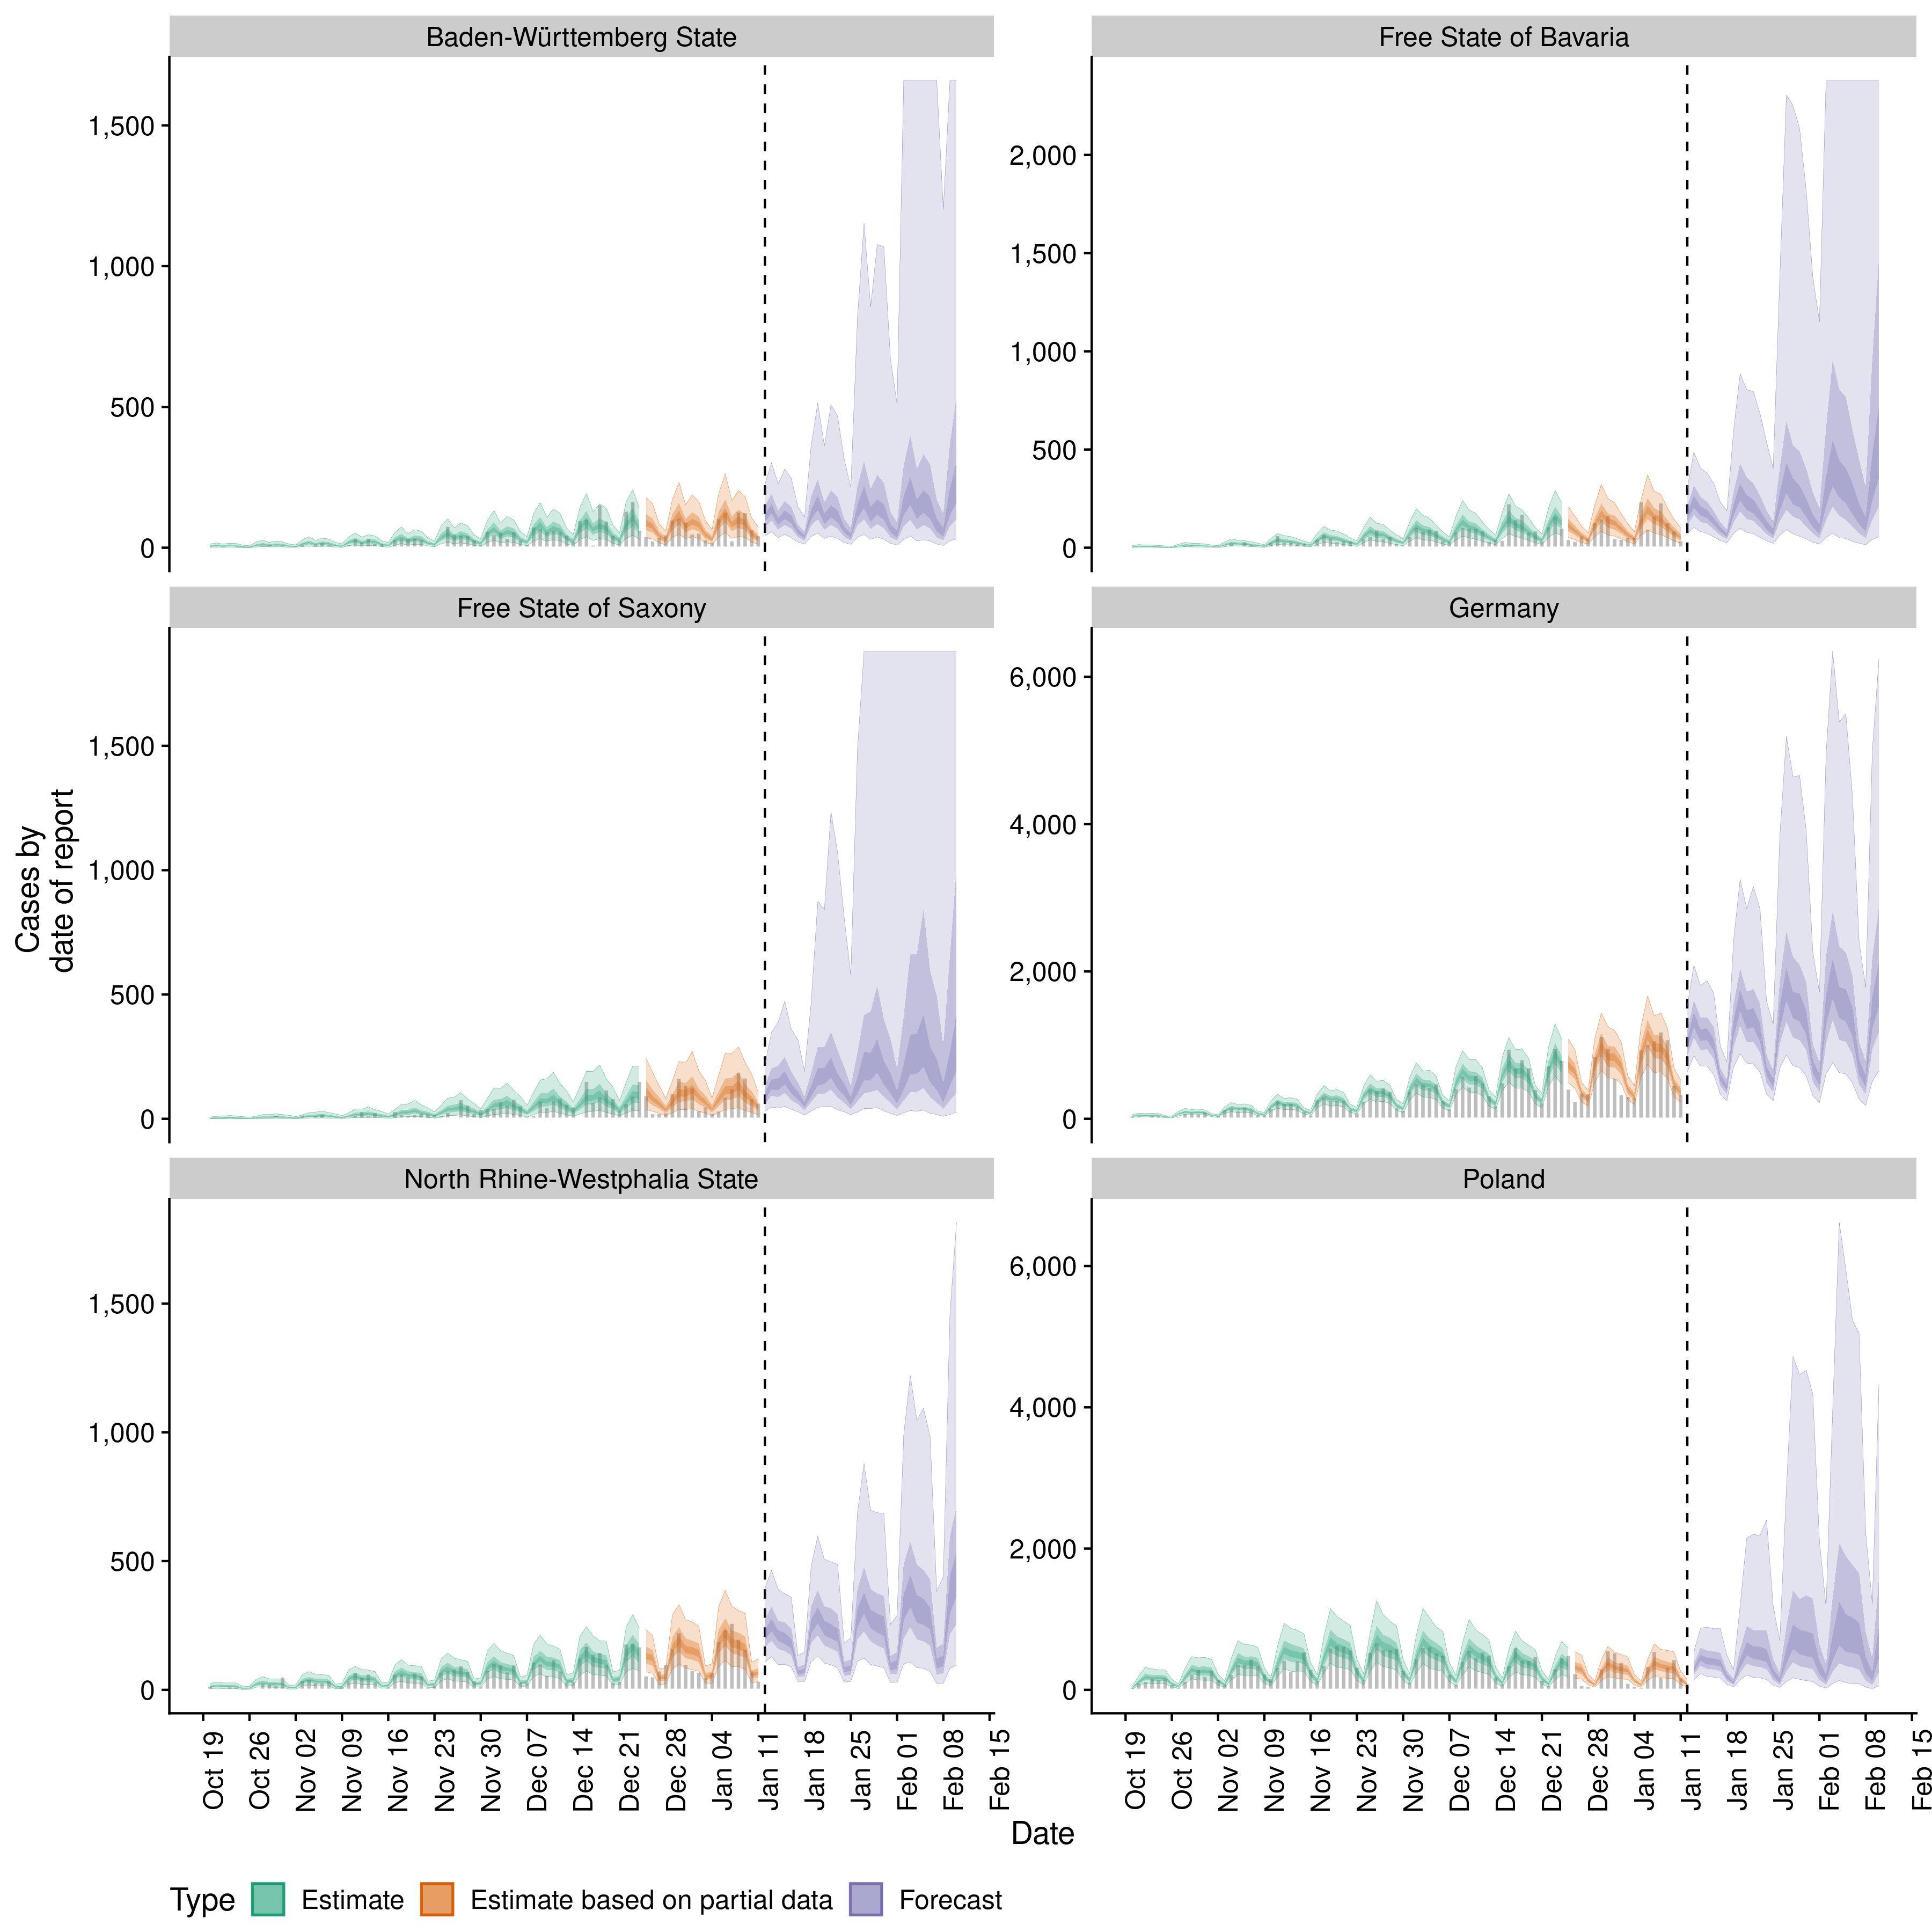 Baden-Württemberg State
Free State of Bavaria
1,500
1,000
500
0
2,000
1,500
1,000
500
0
Free State of Saxony
Germany
1,500
1,000
500
0
6,000
4,000
2,000
0
North Rhine-Westphalia State
Poland
1,500
1,000
500
0
6,000
4,000
2,000
0
Cases by
date of report
Oct 19
Oct 26
Nov 02
Nov 09
Nov 16
Nov 23
Nov 30
Dec 07
Dec 14
Dec 21
Dec 28
Jan 04
Jan 11
Jan 18
Jan 25
Feb 01
Feb 08
Feb 15
Oct 19
Oct 26
Nov 02
Nov 09
Nov 16
Nov 23
Nov 30
Dec 07
Dec 14
Dec 21
Dec 28
Jan 04
Jan 11
Jan 18
Jan 25
Feb 01
Feb 08
Feb 15
Date
Type Estimate Estimate based on partial data Forecast